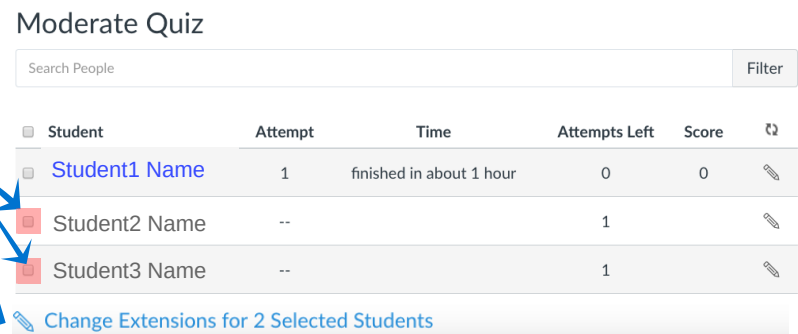 Moderate Quiz
Search People Filter
Student Attempt Time Attempts Left Score
Student1 Name 1 finished in about 1 hour 0 0
Student2 Name -- 1
Student3 Name -- 1
Change Extensions for 2 Selected Students